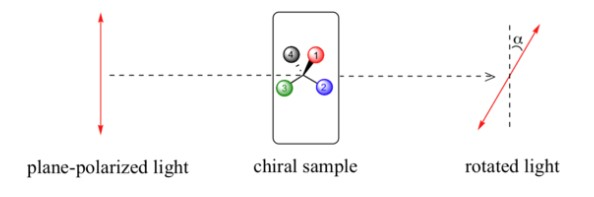 α
4
1
3
2
plane-polarized light
chiral sample
rotated light